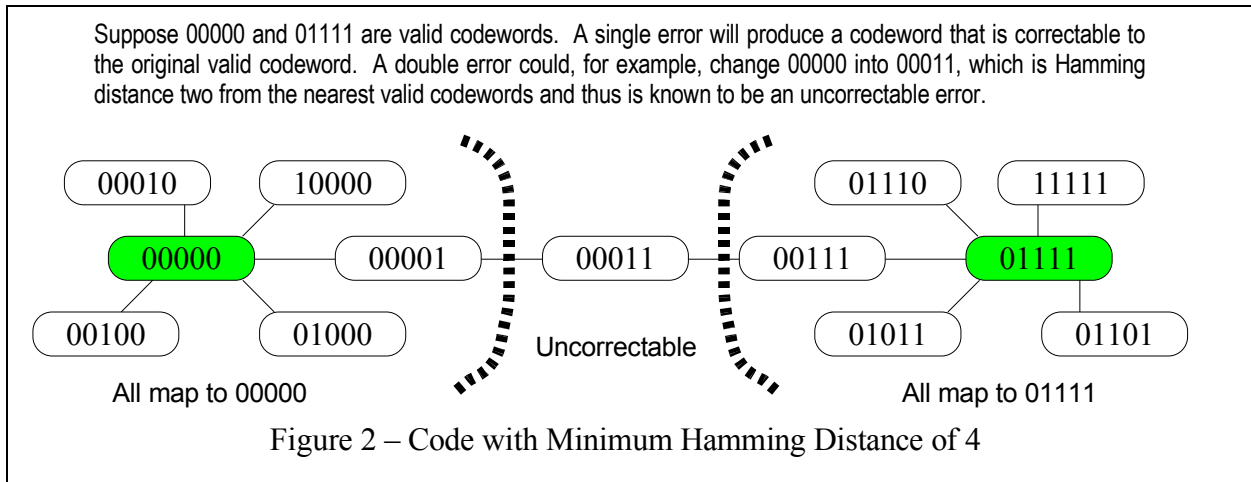 Suppose 00000 and 01111 are valid codewords. A single error will produce a codeword that is correctable to
the original valid codeword. A double error could, for example, change 00000 into 00011, which is Hamming
distance two from the nearest valid codewords and thus is known to be an uncorrectable error.
00010 10000 01110 11111
00000 00001 00011 00111 01111
00100 01000 Uncorrectable 01011 01101
All map to 00000 All map to 01111
Figure 2 – Code with Minimum Hamming Distance of 4